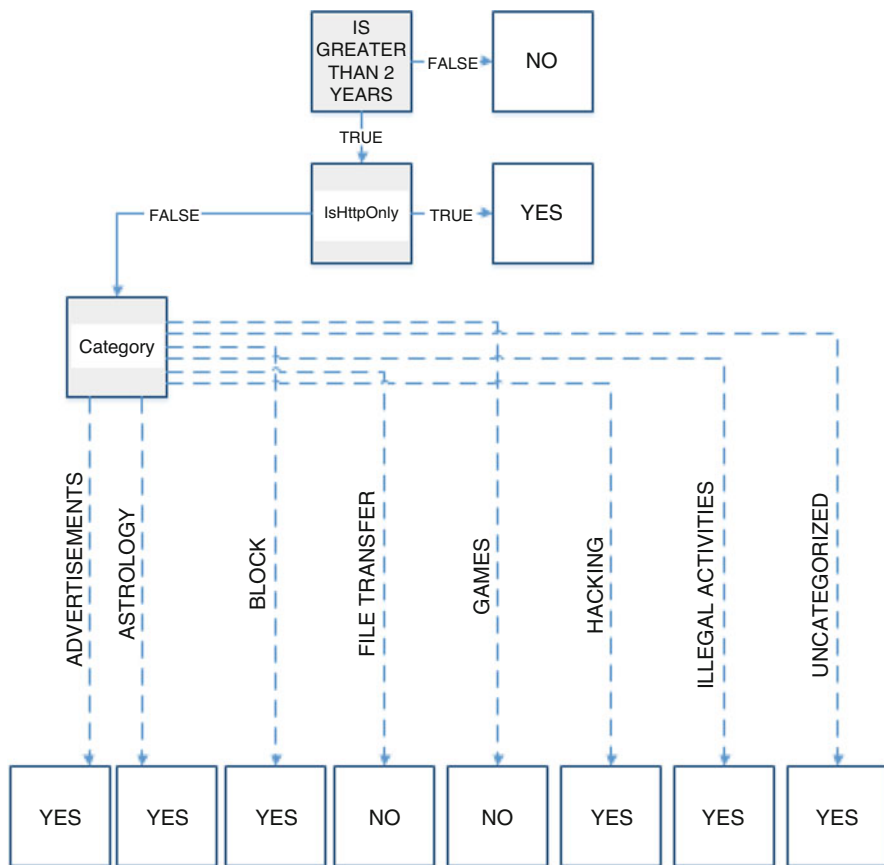 IS
GREATER
THAN 2
YEARS
FALSE
NO
TRUE
FALSE
IsHttpOnly
TRUE
YES
Category
ADVERTISEMENTS
ASTROLOGY
BLOCK
FILE TRANSFER
GAMES
HACKING
ILLEGAL ACTIVITIES
UNCATEGORIZED
YES
YES
YES
NO
NO
YES
YES
YES